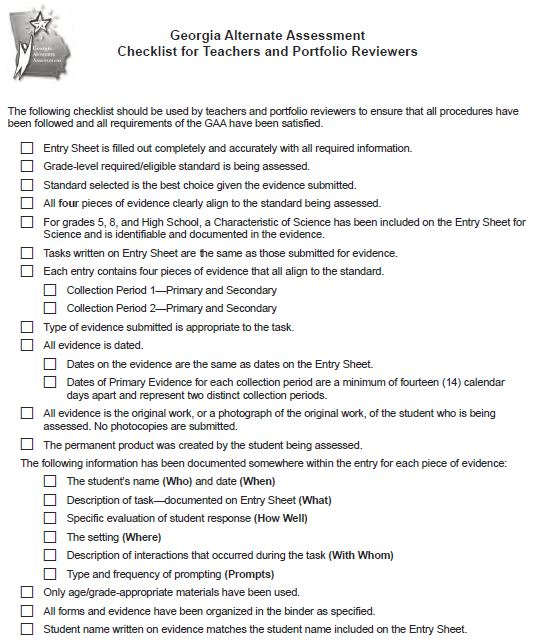 Georgia
Alternate
Assessment
Georgia Alternate Assessment
Checklist for Teachers and Portfolio Reviewers
The following checklist should be used by teachers and portfolio reviewers to ensure that all procedures have
been followed and all requirements of the GAA have been satisfied.
Entry Sheet is filled out completely and accurately with all required information.
Grade-level required/eligible standard is being assessed.
Standard selected is the best choice given the evidence submitted.
All four pieces of evidence clearly align to the standard being assessed.
For grades 5, 8, and High School, a Characteristic of Science has been included on the Entry Sheet for
Science and is identifiable and documented in the evidence.
Tasks written on Entry Sheet are the same as those submitted for evidence.
Each entry contains four pieces of evidence that all align to the standard.
Collection Period 1—Primary and Secondary
Collection Period 2—Primary and Secondary
Type of evidence submitted is appropriate to the task.
All evidence is dated.
Dates on the evidence are the same as dates on the Entry Sheet.
Dates of Primary Evidence for each collection period are a minimum of fourteen (14) calendar
days apart and represent two distinct collection periods.
All evidence is the original work, or a photograph of the original work, of the student who is being
assessed. No photocopies are submitted.
The permanent product was created by the student being assessed.
The following information has been documented somewhere within the entry for each piece of evidence:
The student's name (Who) and date (When)
Description of task—documented on Entry Sheet (What)
Specific evaluation of student response (How Well)
The setting (Where)
Description of interactions that occurred during the task (With Whom)
Type and frequency of prompting (Prompts)
Only age/grade-appropriate materials have been used.
All forms and evidence have been organized in the binder as specified.
Student name written on evidence matches the student name included on the Entry Sheet.